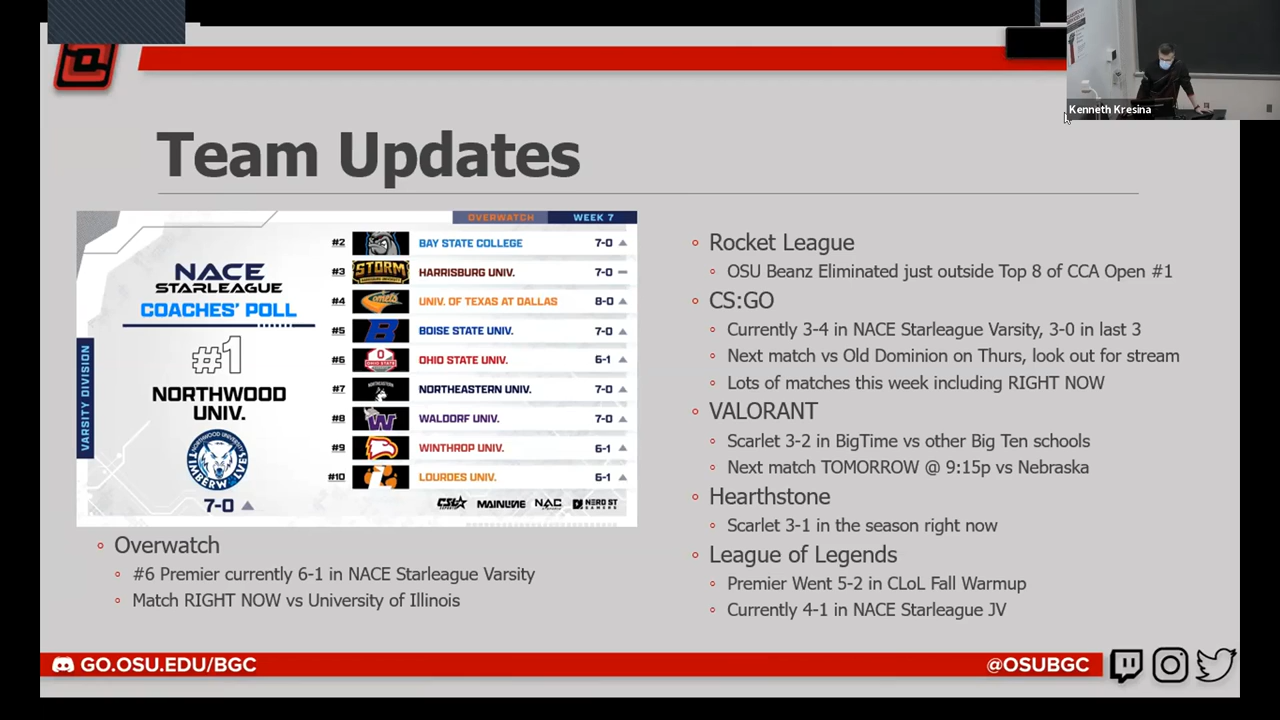 Kenneth Kresina
Team Updates
OVERWATCH WEEK 7
NACE
STARLEAGUE
COACHES' POLL
#1
NORTHWOOD
UNIV.
7-0
VARSITY DIVISION
#2 BAY STATE COLLEGE 7-0
#3 STORM HARRISBURG UNIV. 7-0
#4 Comets UNIV. OF TEXAS AT DALLAS 8-0
#5 B BOISE STATE UNIV. 7-0
#6 OHIO STATE UNIV. 6-1
#7 NORTHEASTERN UNIV. 7-0
#8 W WALDORF UNIV. 7-0
#9 WINTHROP UNIV. 6-1
#10 L LOURDES UNIV. 6-1
MAINLINE NAC NERD ST
Overwatch
#6 Premier currently 6-1 in NACE Starleague Varsity
Match RIGHT NOW vs University of Illinois
Rocket League
OSU Beanz Eliminated just outside Top 8 of CCA Open #1
CS:GO
Currently 3-4 in NACE Starleague Varsity, 3-0 in last 3
Next match vs Old Dominion on Thurs, look out for stream
Lots of matches this week including RIGHT NOW
VALORANT
Scarlet 3-2 in BigTime vs other Big Ten schools
Next match TOMORROW @ 9:15p vs Nebraska
Hearthstone
Scarlet 3-1 in the season right now
League of Legends
Premier Went 5-2 in CLoL Fall Warmup
Currently 4-1 in NACE Starleague JV
GO.OSU.EDU/BGC
@OSUBGC